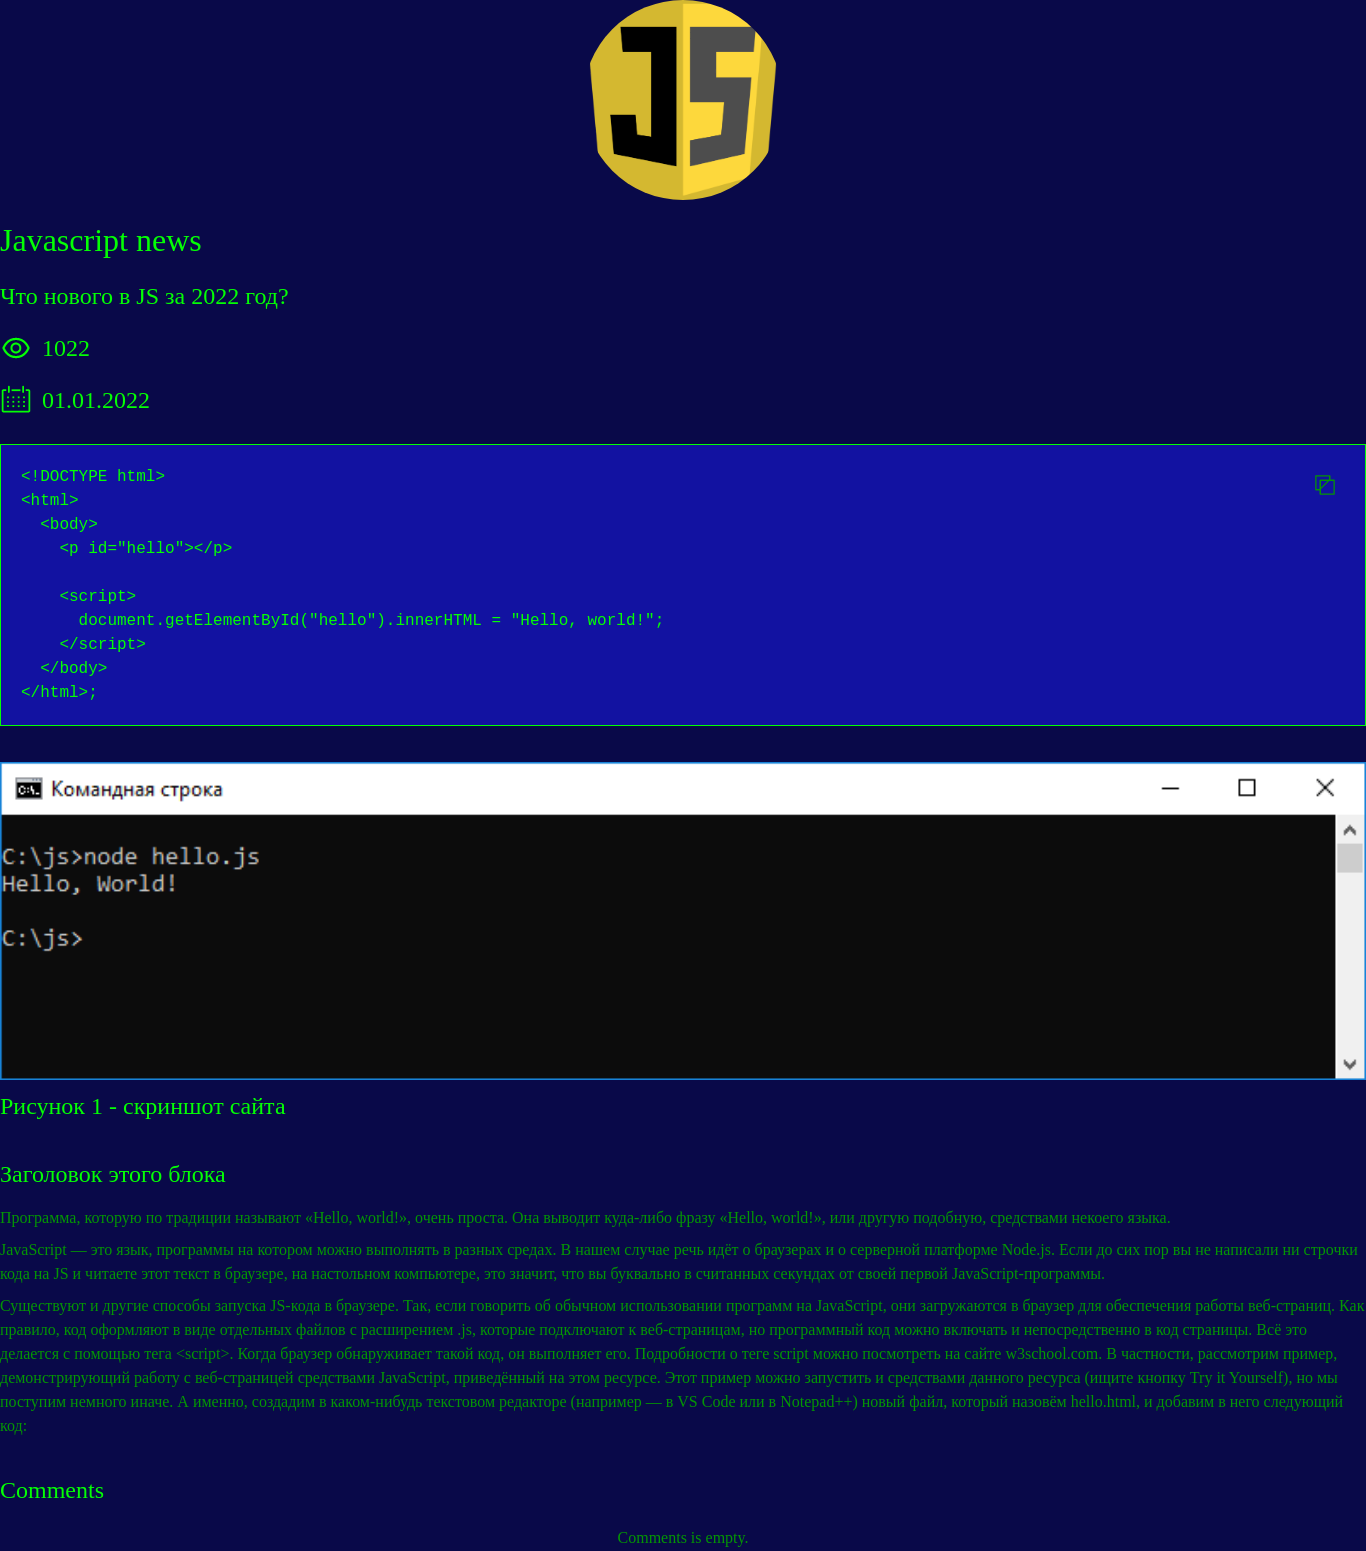 JS
Javascript news
Что нового в JS за 2022 год?
1022
01.01.2022
<!DOCTYPE html>
<html>
  <body>
    <p id="hello"></p>

    <script>
      document.getElementById("hello").innerHTML = "Hello, world!";
    </script>
  </body>
</html>;
Командная строка
C:\js>node hello.js
Hello, World!
C:\js>
Рисунок 1 - скриншот сайта
Заголовок этого блока
Программа, которую по традиции называют «Hello, world!», очень проста. Она выводит куда-либо фразу «Hello, world!», или другую подобную, средствами некоего языка.
JavaScript — это язык, программы на котором можно выполнять в разных средах. В нашем случае речь идёт о браузерах и о серверной платформе Node.js. Если до сих пор вы не написали ни строчки
кода на JS и читаете этот текст в браузере, на настольном компьютере, это значит, что вы буквально в считанных секундах от своей первой JavaScript-программы.
Существуют и другие способы запуска JS-кода в браузере. Так, если говорить об обычном использовании программ на JavaScript, они загружаются в браузер для обеспечения работы веб-страниц. Как
правило, код оформляют в виде отдельных файлов с расширением .js, которые подключают к веб-страницам, но программный код можно включать и непосредственно в код страницы. Всё это
делается с помощью тега <script>. Когда браузер обнаруживает такой код, он выполняет его. Подробности о теге script можно посмотреть на сайте w3school.com. В частности, рассмотрим пример,
демонстрирующий работу с веб-страницей средствами JavaScript, приведённый на этом ресурсе. Этот пример можно запустить и средствами данного ресурса (ищите кнопку Try it Yourself), но мы
поступим немного иначе. А именно, создадим в каком-нибудь текстовом редакторе (например — в VS Code или в Notepad++) новый файл, который назовём hello.html, и добавим в него следующий
код:
Comments
Comments is empty.